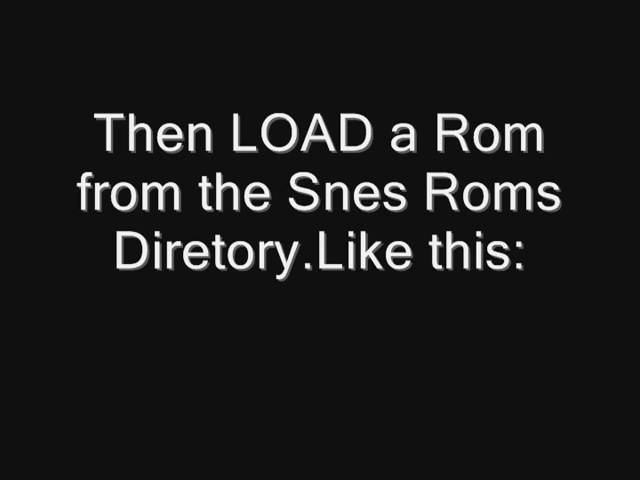 Then LOAD a Rom
from the Snes Roms
Diretory.Like this: